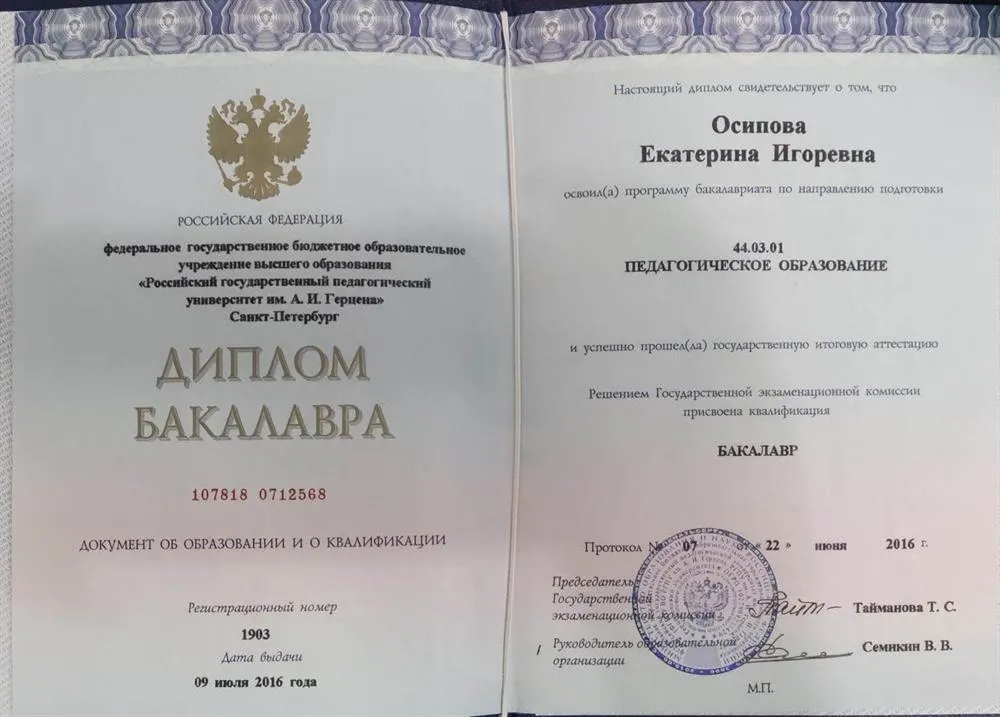 РОССИЙСКАЯ ФЕДЕРАЦИЯ
федеральное государственное бюджетное образовательное
учреждение высшего образования
«Российский государственный педагогический
университет им. А. И. Герцена»
Санкт-Петербург
ДИПЛОМ
БАКАЛАВРА
107818 0712568
ДОКУМЕНТ ОБ ОБРАЗОВАНИИ И О КВАЛИФИКАЦИИ
Регистрационный номер
1903
Дата выдачи
09 июля 2016 года
Настоящий диплом свидетельствует о том, что
Осипова
Екатерина Игоревна
освоил(а) программу бакалавриата по направлению подготовки
44.03.01
ПЕДАГОГИЧЕСКОЕ ОБРАЗОВАНИЕ
и успешно прошел(ла) государственную итоговую аттестацию
Решением Государственной экзаменационной комиссии
присвоена квалификация
БАКАЛАВР
Протокол № 07 от « 22 » июня 2016 г.
Председатель
Государственной
экзаменационной комиссии
Тайманова Т. С.
Руководитель образовательной
организации
Семикин В. В.
М.П.